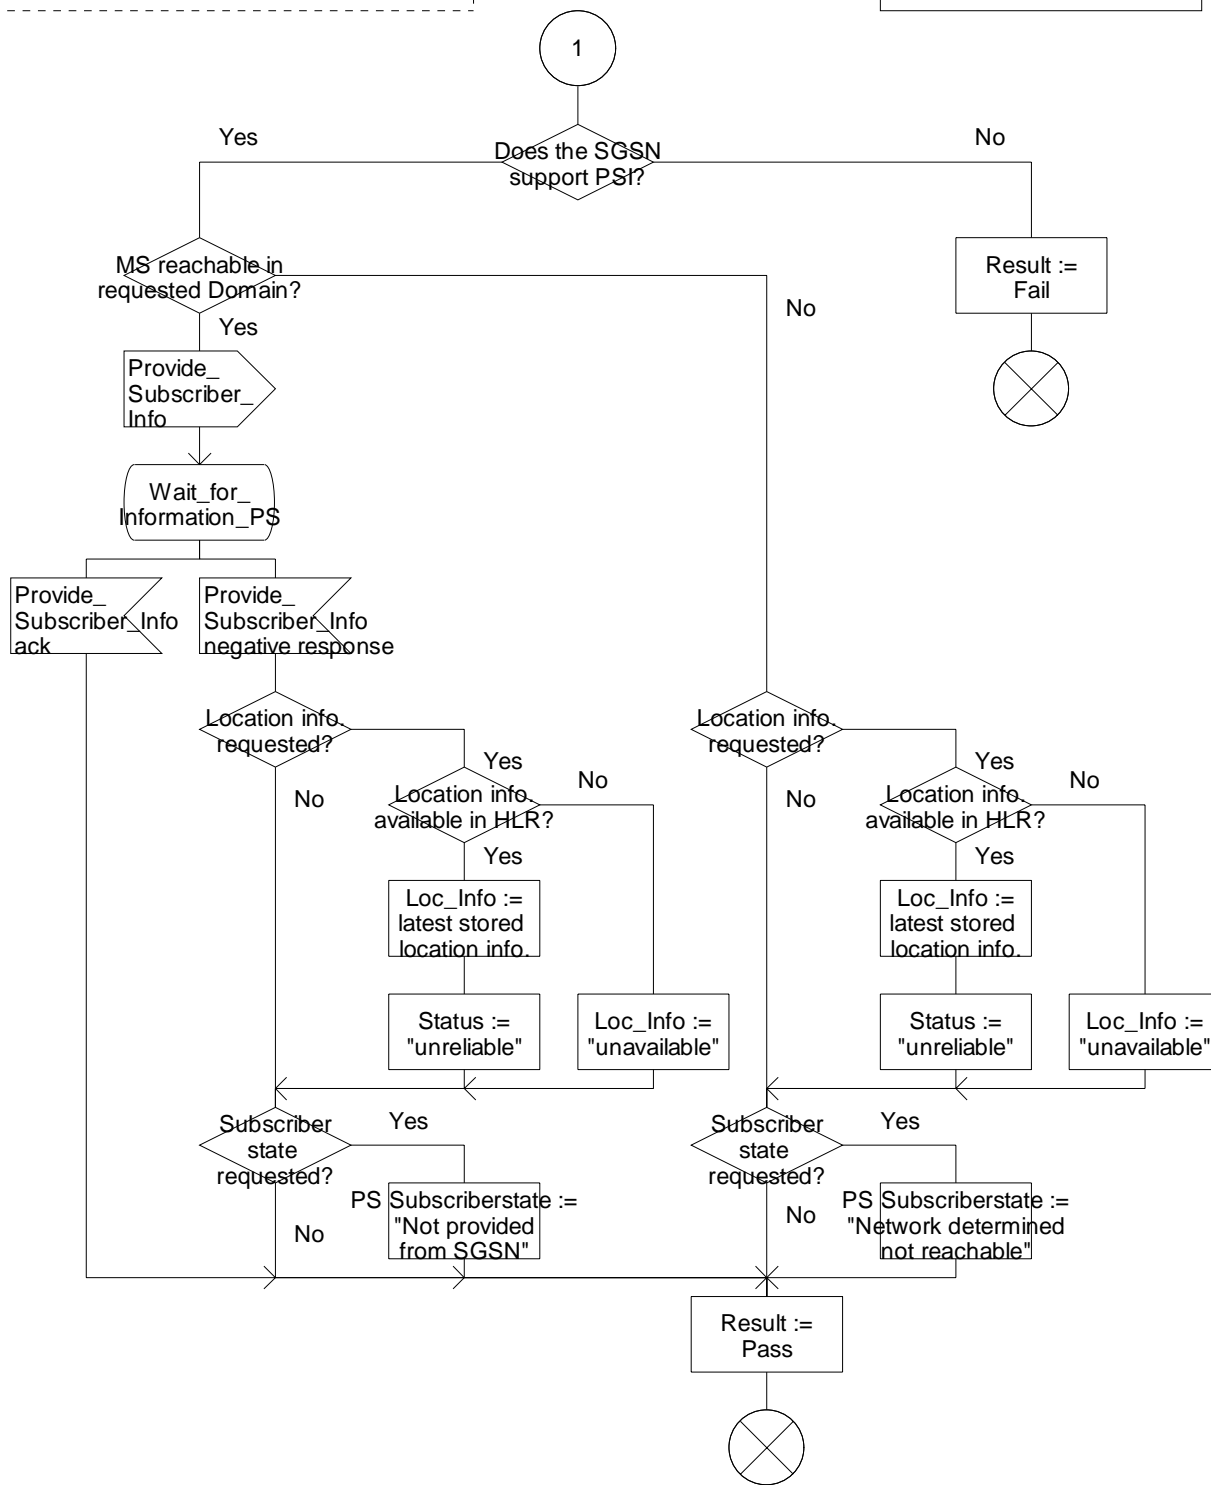 1
Yes
Does the SGSN
support PSI?
No
MS reachable in
requested Domain?
Result :=
Fail
No
Yes
Provide_
Subscriber_
Info
Wait_for_
Information_PS
Provide_
Subscriber_Info
ack
Provide_
Subscriber_Info
negative response
Location info.
requested?
Yes
No
No
Location info.
available in HLR?
Yes
Loc_Info :=
latest stored
location info.
Status :=
"unreliable"
Loc_Info :=
"unavailable"
Location info.
requested?
Yes
No
No
Location info.
available in HLR?
Yes
Loc_Info :=
latest stored
location info.
Status :=
"unreliable"
Loc_Info :=
"unavailable"
Subscriber
state
requested?
Yes
No
PS Subscriberstate :=
"Not provided
from SGSN"
Subscriber
state
requested?
Yes
No
PS Subscriberstate :=
"Network determined
not reachable"
Result :=
Pass